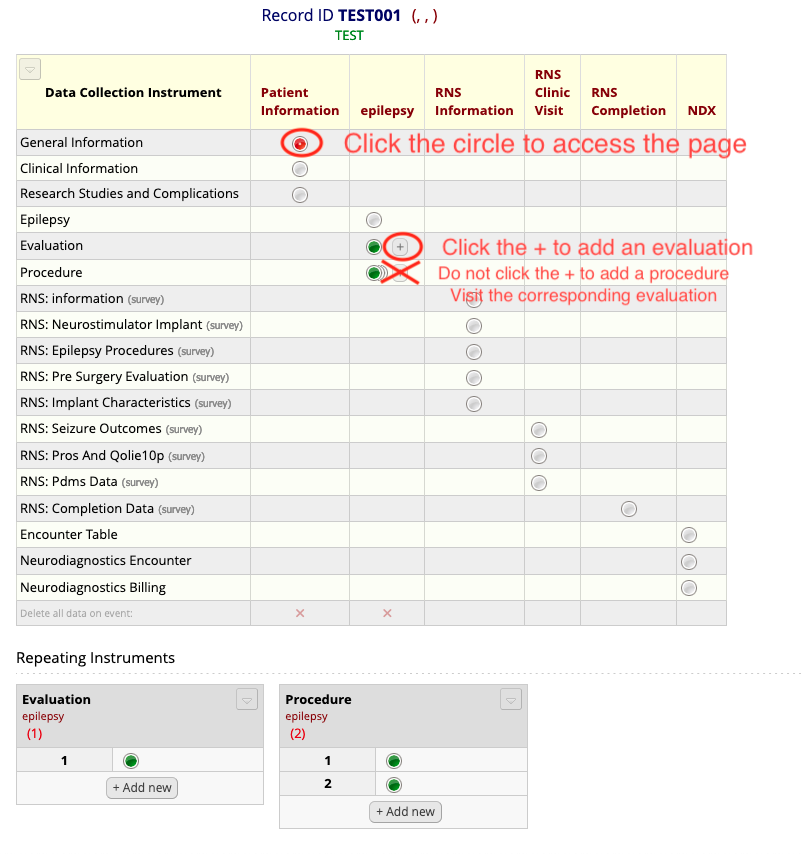 Record ID TEST001 (, , )
TEST
Data Collection Instrument
Patient Information
epilepsy
RNS Information
RNS Clinic Visit
RNS Completion
NDX
General Information
Click the circle to access the page
Clinical Information
Research Studies and Complications
Epilepsy
Evaluation
+
Click the + to add an evaluation
Procedure
Do not click the + to add a procedure
Visit the corresponding evaluation
RNS: information (survey)
RNS: Neurostimulator Implant (survey)
RNS: Epilepsy Procedures (survey)
RNS: Pre Surgery Evaluation (survey)
RNS: Implant Characteristics (survey)
RNS: Seizure Outcomes (survey)
RNS: Pros And Qolie10p (survey)
RNS: Pdms Data (survey)
RNS: Completion Data (survey)
Encounter Table
Neurodiagnostics Encounter
Neurodiagnostics Billing
Delete all data on event:
Repeating Instruments
Evaluation
epilepsy
(1)
1
+ Add new
Procedure
epilepsy
(2)
1
2
+ Add new